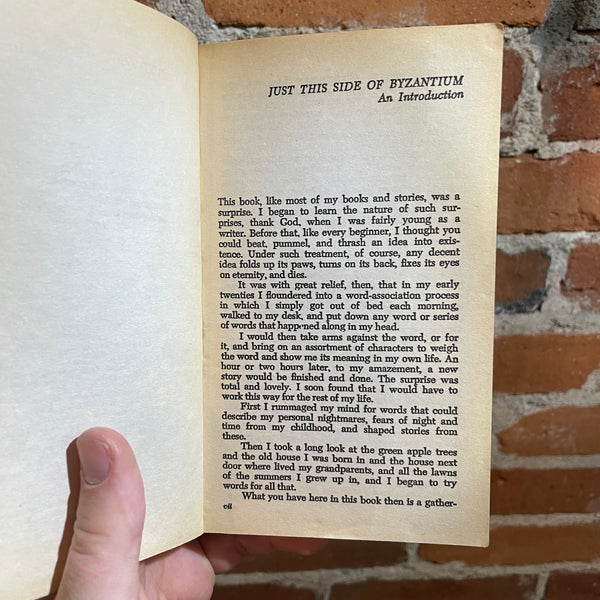 JUST THIS SIDE OF BYZANTIUM
An Introduction
This book, like most of my books and stories, was a
surprise. I began to learn the nature of such sur-
prises, thank God, when I was fairly young as a
writer. Before that, like every beginner, I thought you
could beat, pummel, and thrash an idea into exis-
tence. Under such treatment, of course, any decent
idea folds up its paws, turns on its back, fixes its eyes
on eternity, and dies.
It was with great relief, then, that in my early
twenties I floundered into a word-association process
in which I simply got out of bed each morning,
walked to my desk, and put down any word or series
of words that happened along in my head.
I would then take arms against the word, or for
it, and bring on an assortment of characters to weigh
the word and show me its meaning in my own life. An
hour or two hours later, to my amazement, a new
story would be finished and done. The surprise was
total and lovely. I soon found that I would have to
work this way for the rest of my life.
First I rummaged my mind for words that could
describe my personal nightmares, fears of night and
time from my childhood, and shaped stories from
these.
Then I took a long look at the green apple trees
and the old house I was born in and the house next
door where lived my grandparents, and all the lawns
of the summers I grew up in, and I began to try
words for all that.
What you have here in this book then is a gather-
vii